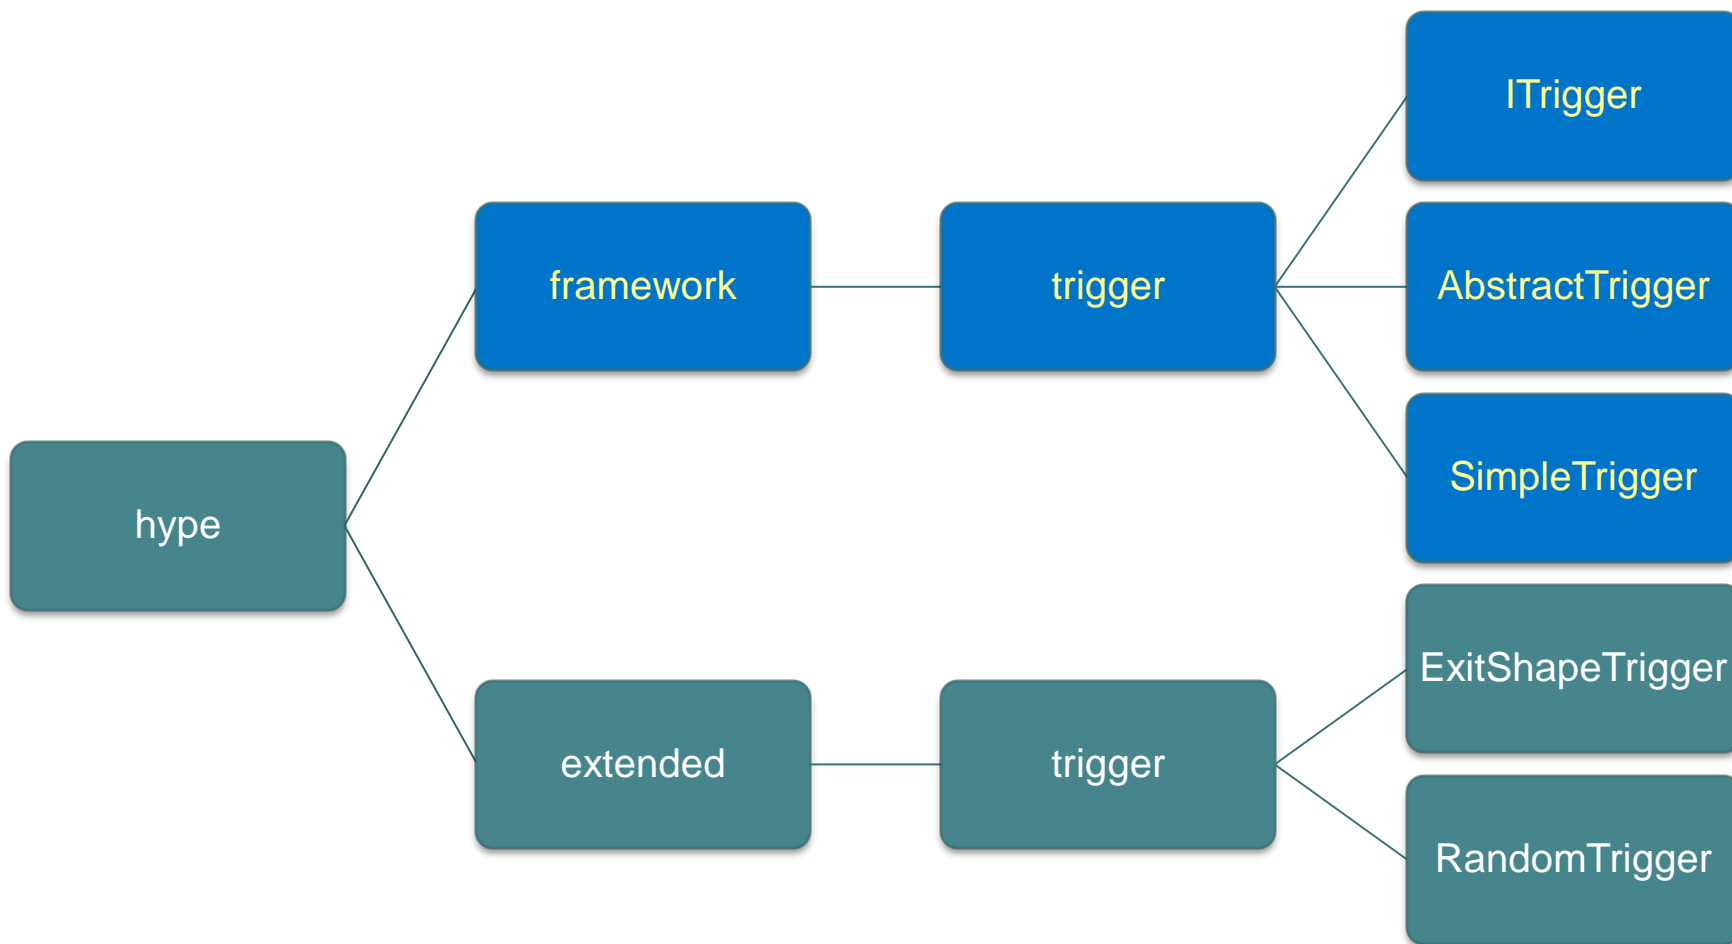 ITrigger
framework
trigger
AbstractTrigger
SimpleTrigger
hype
ExitShapeTrigger
extended
trigger
RandomTrigger